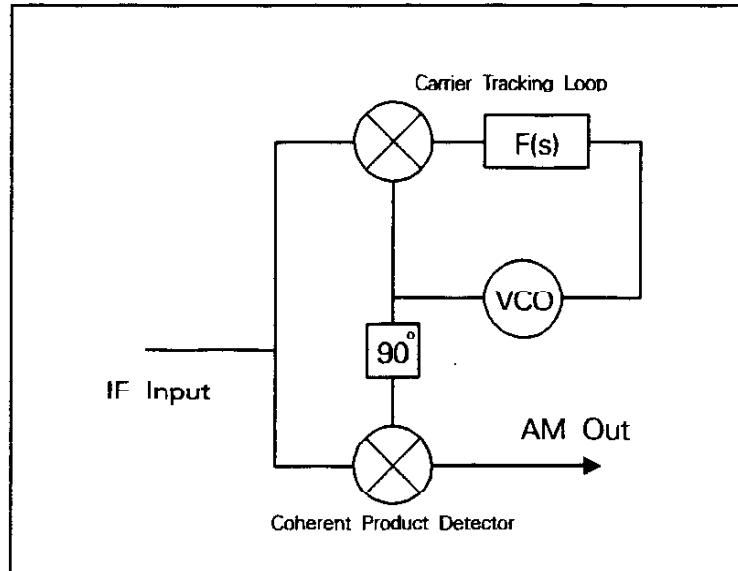 Carrier Tracking Loop
F(s)
VCO
90°
IF Input
AM Out
Coherent Product Detector